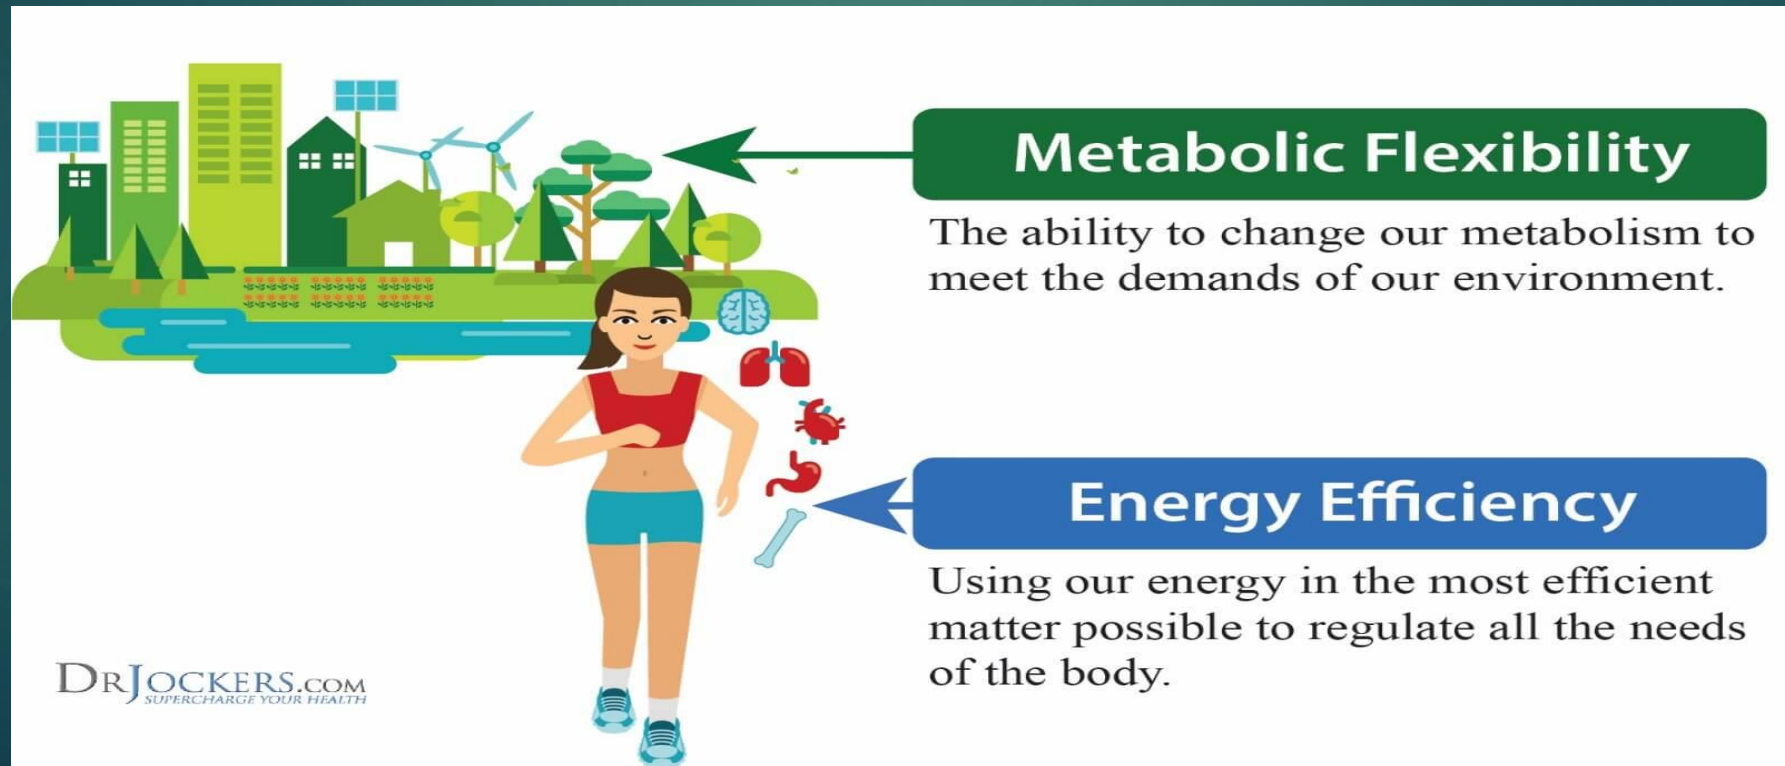 Metabolic Flexibility
The ability to change our metabolism to
meet the demands of our environment.
Energy Efficiency
Using our energy in the most efficient
matter possible to regulate all the needs
of the body.
DRJOCKERS.COM
SUPERCHARGE YOUR HEALTH